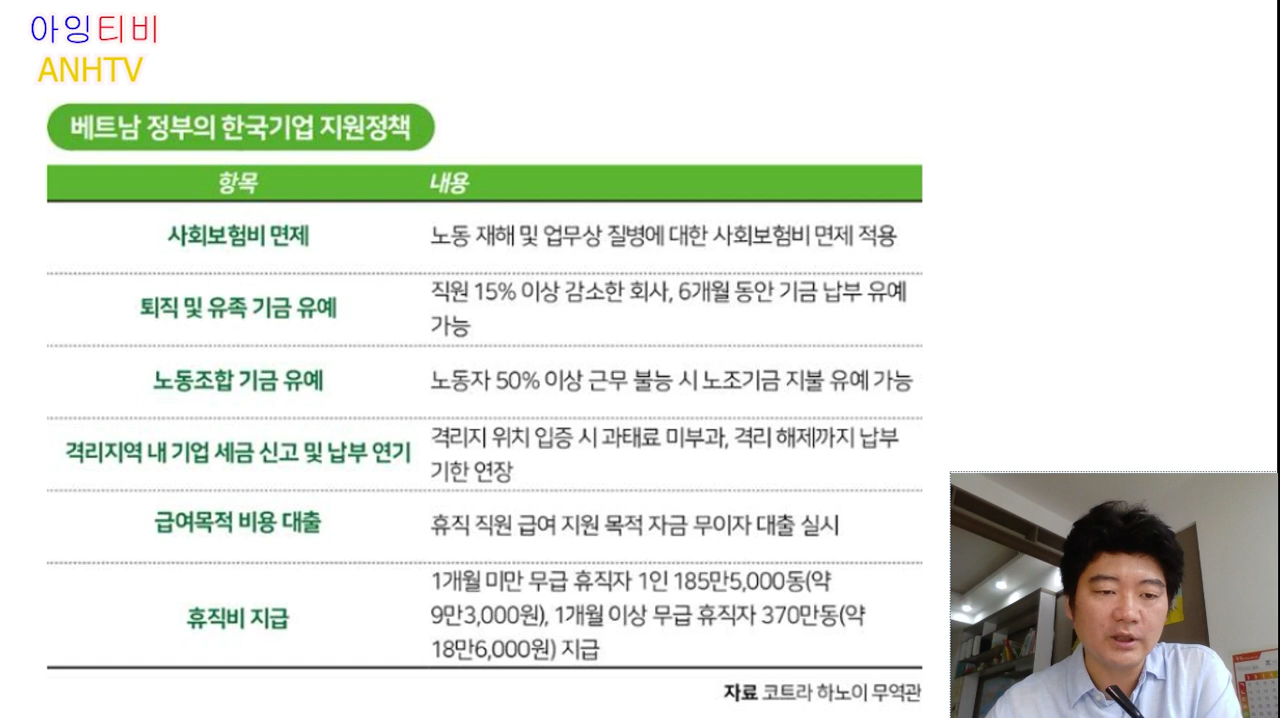 아잉티비
ANHTV
베트남 정부의 한국기업 지원정책
항목 내용
사회보험비 면제 노동 재해 및 업무상 질병에 대한 사회보험비 면제 적용
퇴직 및 유족 기금 유예 직원 15% 이상 감소한 회사, 6개월 동안 기금 납부 유예
가능
노동조합 기금 유예 노동자 50% 이상 근무 불능 시 노조기금 지불 유예 가능
격리지역 내 기업 세금 신고 및 납부 연기 격리지 위치 입증 시 과태료 미부과, 격리 해제까지 납부
기한 연장
급여목적 비용 대출 휴직 직원 급여 지원 목적 자금 무이자 대출 실시
휴직비 지급 1개월 미만 무급 휴직자 1인 185만5,000동(약
9만3,000원), 1개월 이상 무급 휴직자 370만동(약
18만6,000원) 지급
자료 코트라 하노이 무역관